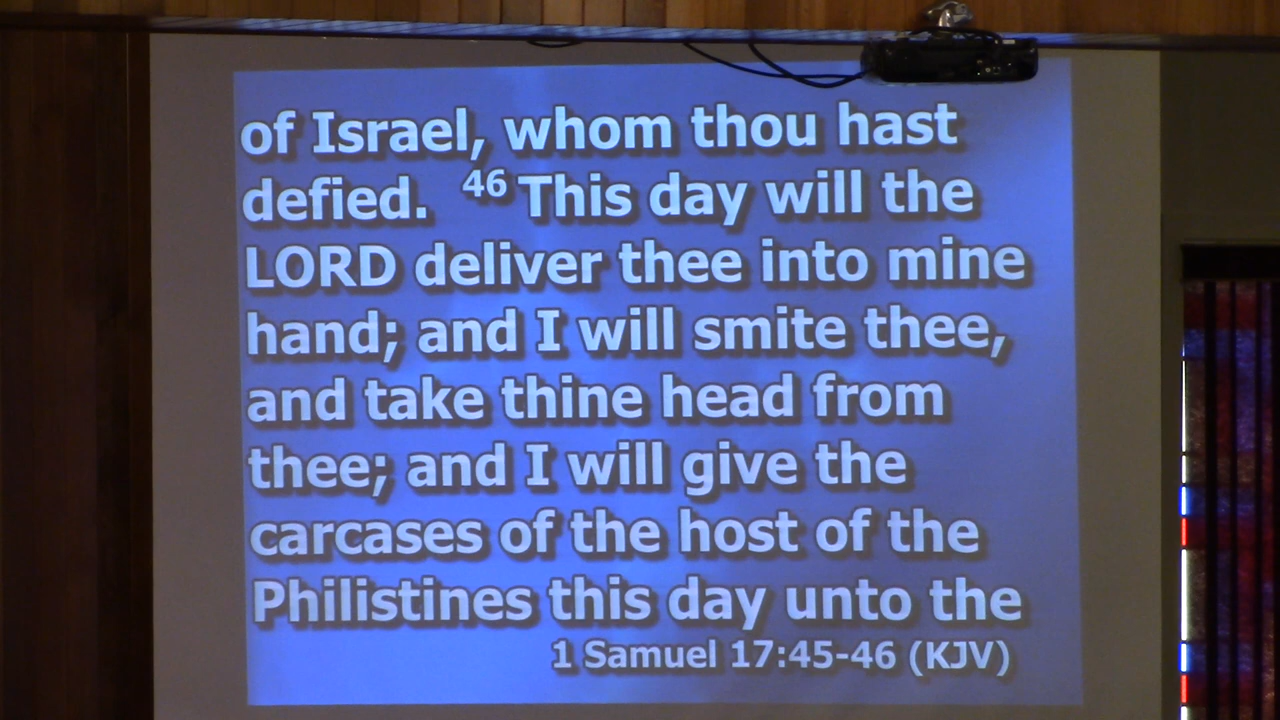 of Israel, whom thou hast
defied. 46 This day will the
LORD deliver thee into mine
hand; and I will smite thee,
and take thine head from
thee; and I will give the
carcases of the host of the
Philistines this day unto the
1 Samuel 17:45-46 (KJV)